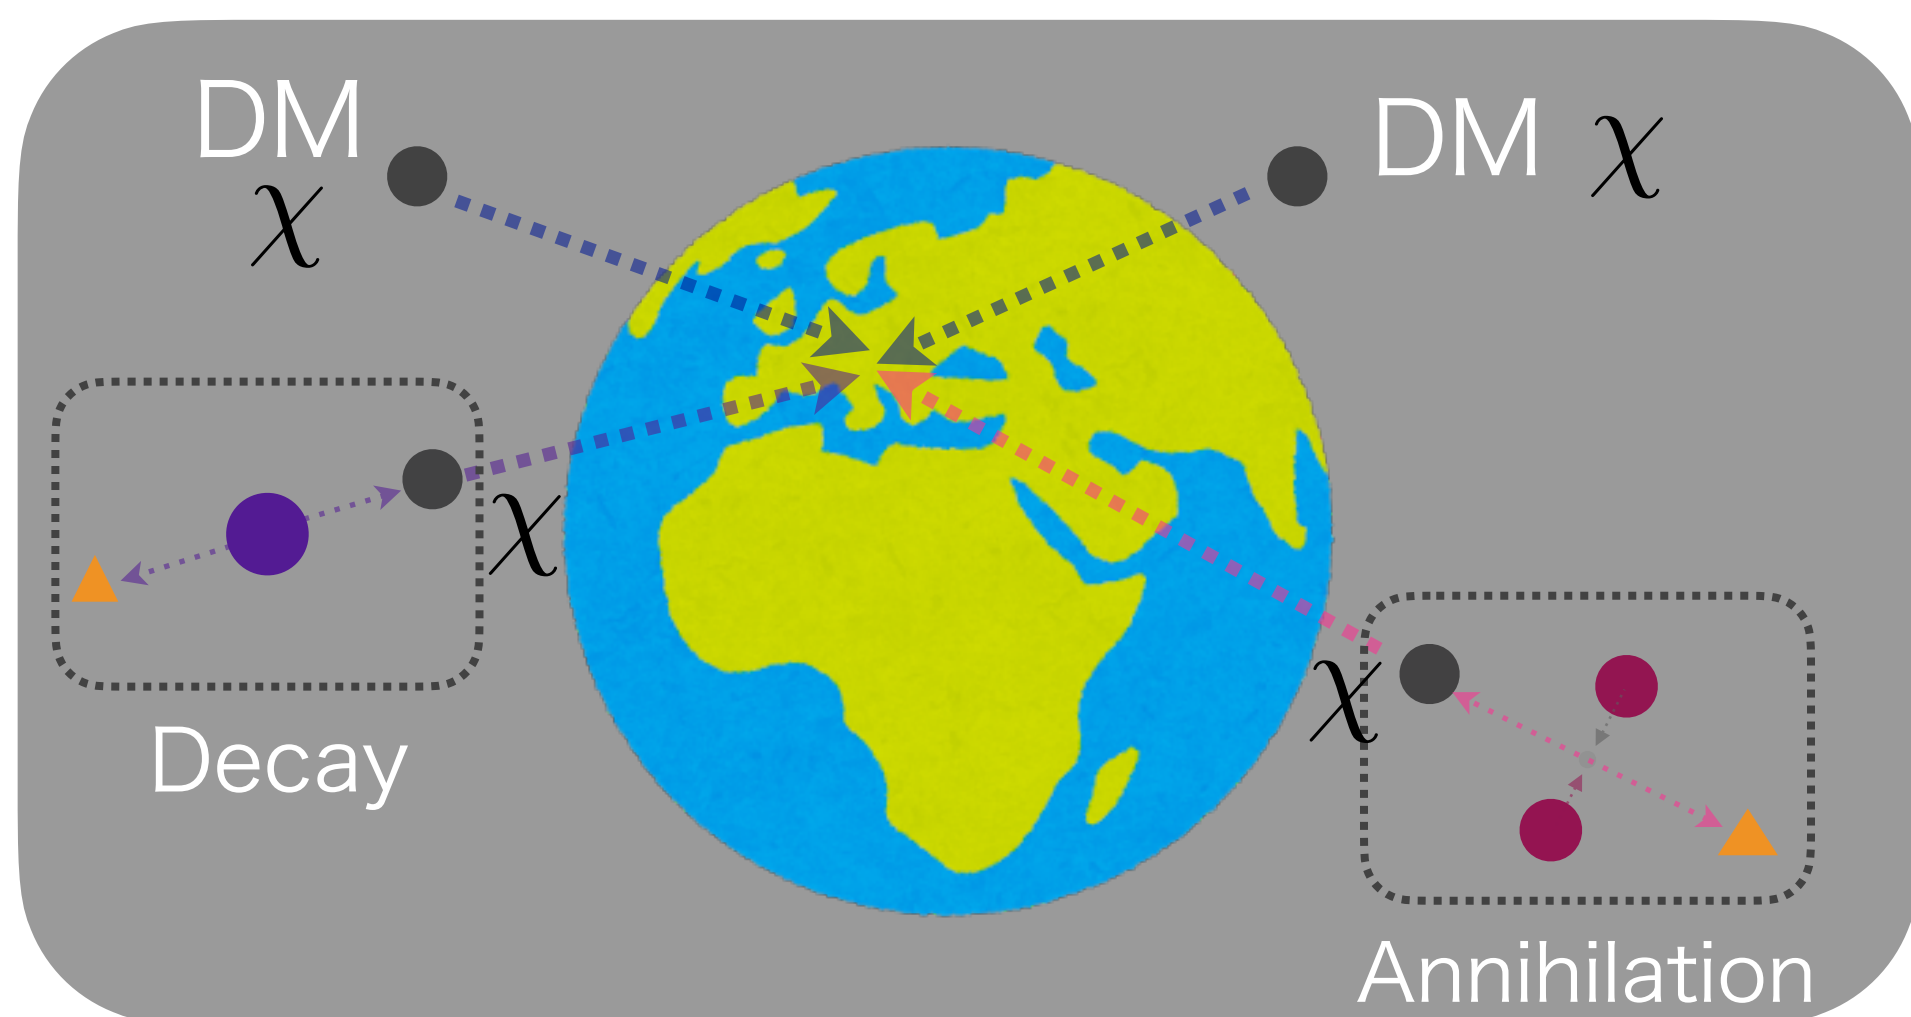 DM
χ
DM χ
χ
Decay
χ
Annihilation